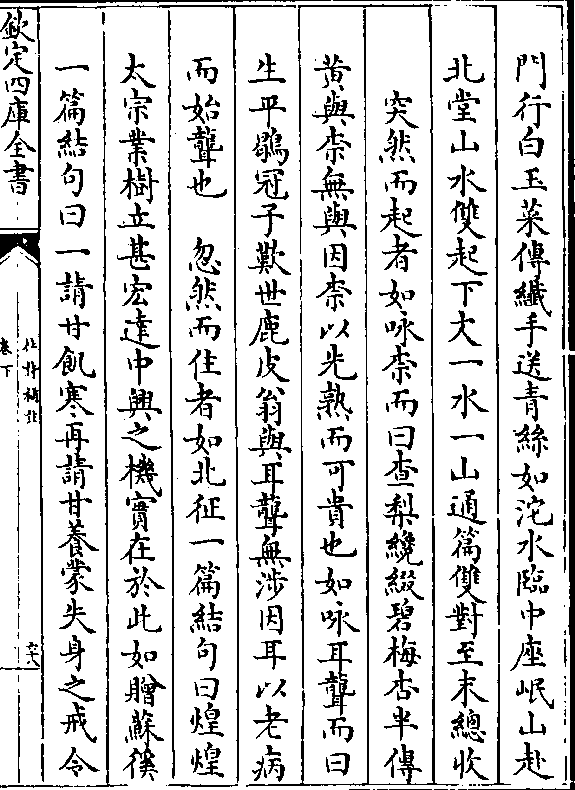 門行白玉菜傳纖手送青絲如沱水臨中座岷山赴
北堂山水雙起下文一水一山通篇雙對至末總收
突然而起者如咏柰而曰查梨纔綴碧梅杏半傳
黄與柰無與因柰以先熟而可貴也如咏耳聾而曰
生平鶡冠子歎世鹿皮翁與耳聾無涉因耳以老病
而始聾也　忽然而住者如北征一篇結句曰煌煌
太宗業樹立甚宏達中興之機實在於此如贈蘇徯
一篇結句曰一請甘飢寒再請甘養蒙失身之戒令
欽定四庫全書
杜詩攟
卷下